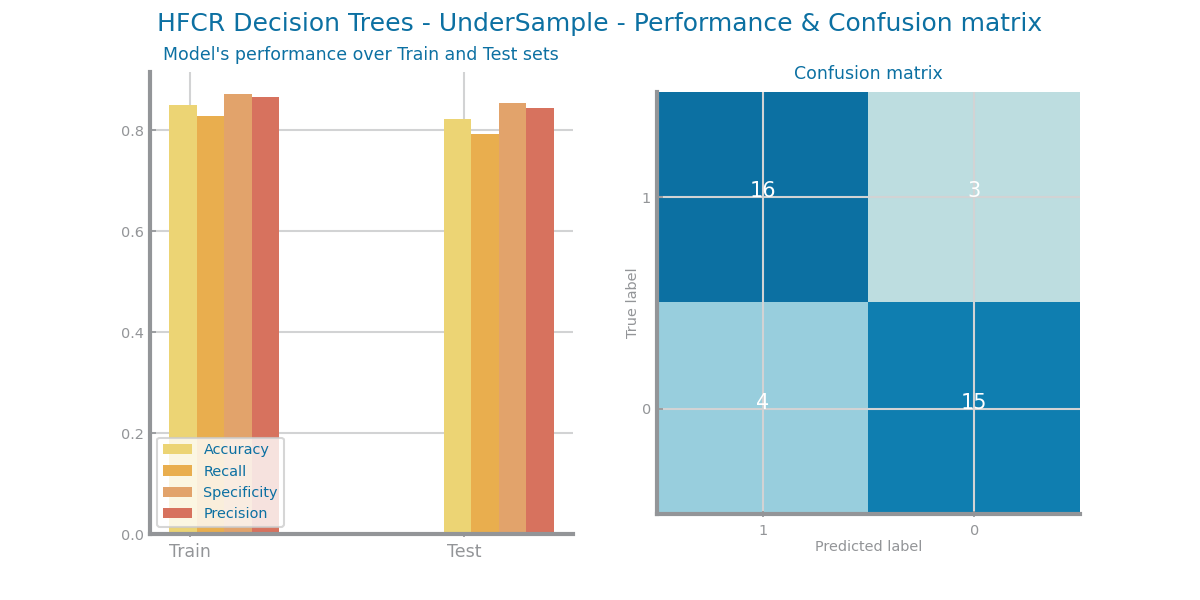 HFCR Decision Trees - UnderSample - Performance & Confusion matrix
Model's performance over Train and Test sets
0.8
0.6
0.4
0.2
0.0
Accuracy
Recall
Specificity
Precision
Train Test
Confusion matrix
True label
1
0
16 3
4 15
1 0
Predicted label